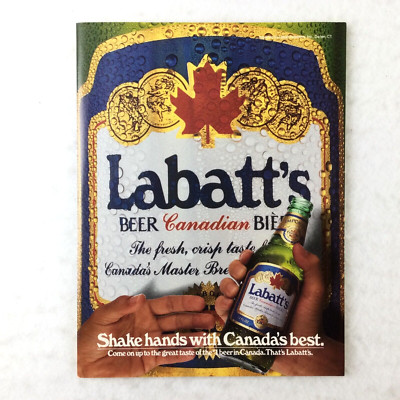 Labatt's
BEER Canadian BIÈ
The fresh, crisp taste
Canada's Master Bre
Labatt's
Shake hands with Canada's best.
Come on up to the great taste of the #1 beer in Canada. That's Labatt's.